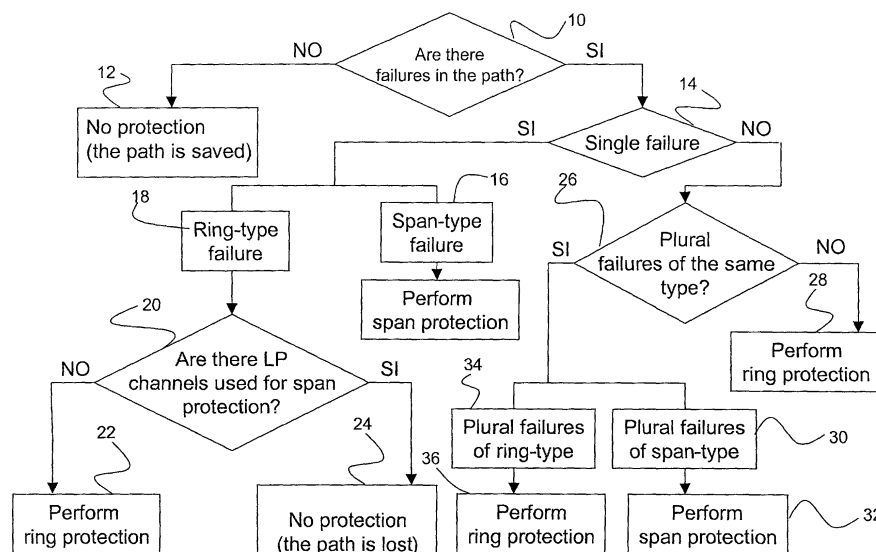 10
NO
Are there
failures in the path?
SI
12
14
No protection
(the path is saved)
SI
Single failure
NO
18
16
26
Ring-type
failure
Span-type
failure
SI
Plural
failures of the same
type?
NO
Perform
span protection
28
20
Perform
ring protection
NO
Are there LP
channels used for span
protection?
SI
34
Plural failures
of ring-type
Plural failures
of span-type
30
22
24
36
Perform
ring protection
No protection
(the path is lost)
Perform
ring protection
Perform
span protection
32